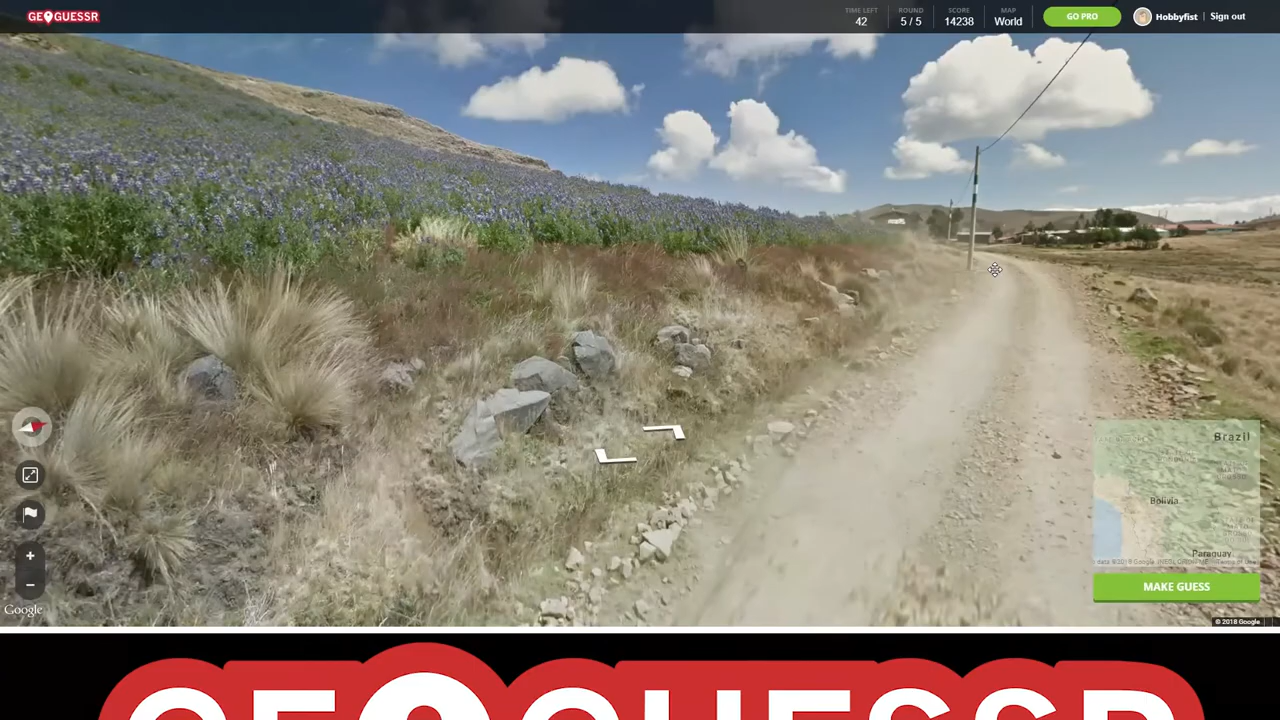 GEOGUESSR
TIME LEFT
42
ROUND
5 / 5
SCORE
14238
MAP
World
GO PRO
Hobbyfist
Sign out
Brazil
Bolivia
Paraguay
MAKE GUESS
Google
© 2018 Google
GEOGUESSR